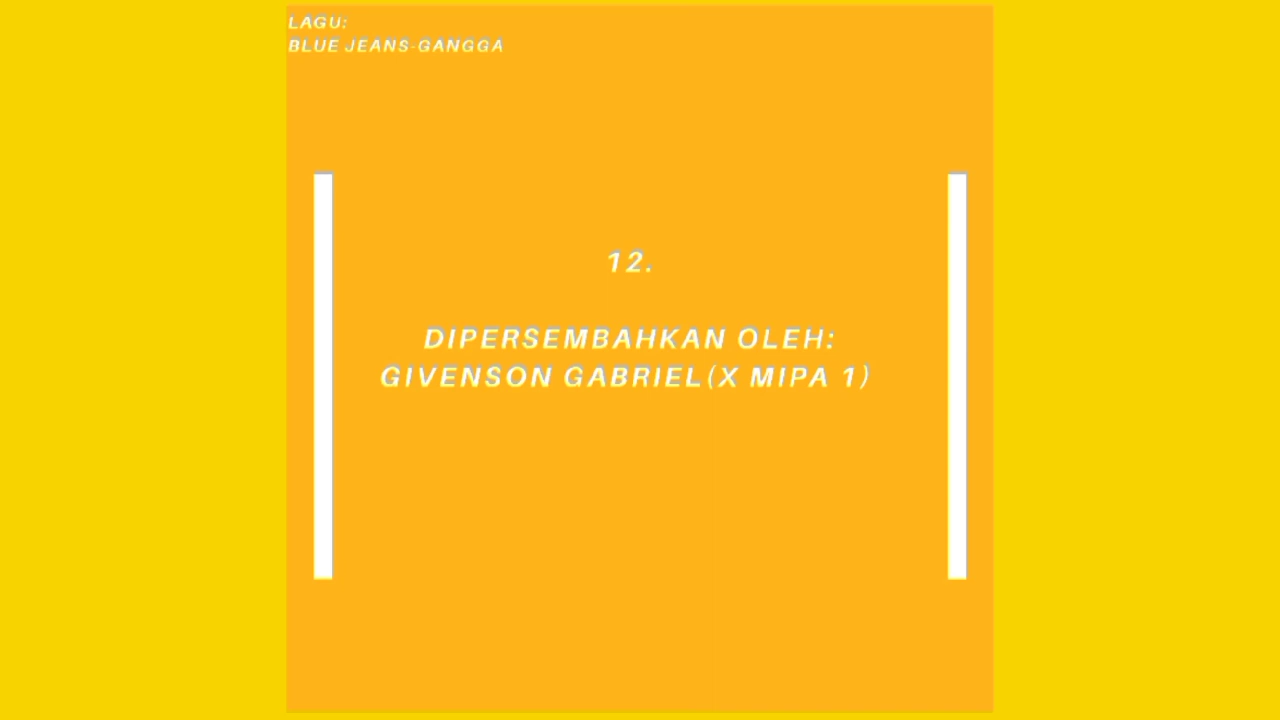 LAGU:
BLUE JEANS-GANGGA
12.
DIPERSEMBAHKAN OLEH:
GIVENSON GABRIEL(X MIPA 1)